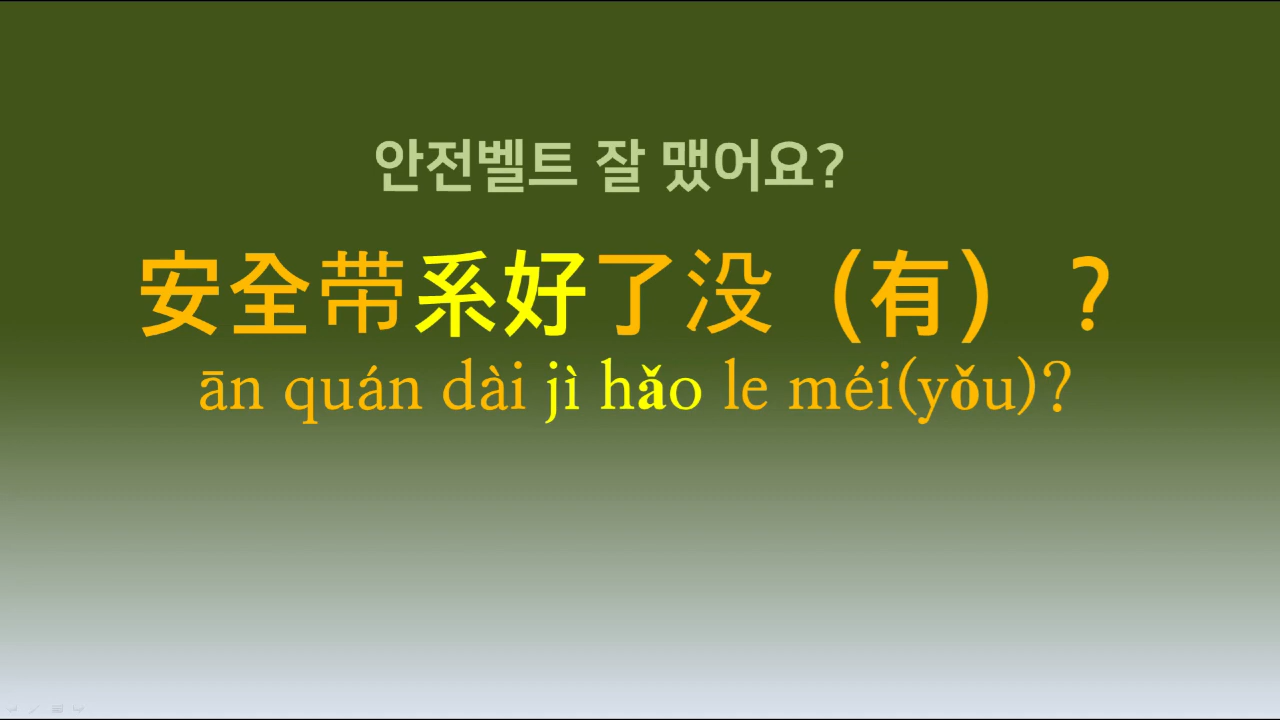 안전벨트 잘 맸어요?
安全带系好了没（有）？
ān quán dài jì hǎo le méi(yǒu)?